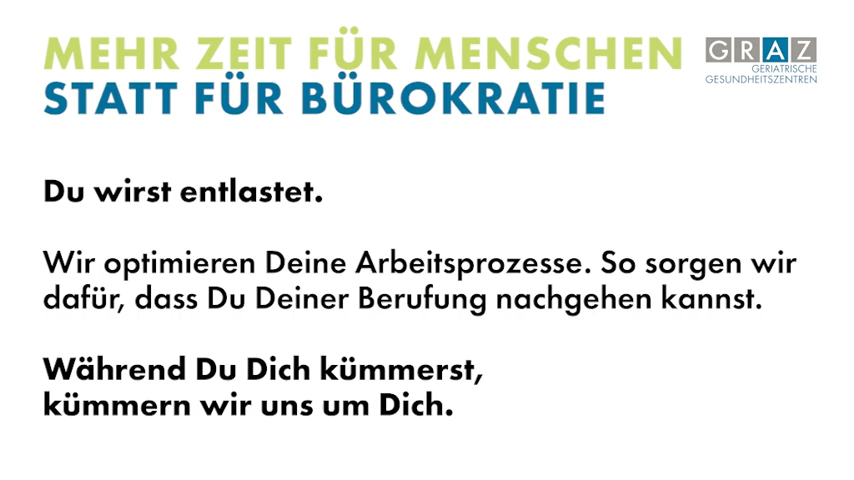 MEHR ZEIT FÜR MENSCHEN
STATT FÜR BÜROKRATIE
GRAZ
GERIATRISCHE
GESUNDHEITSZENTREN
Du wirst entlastet.
Wir optimieren Deine Arbeitsprozesse. So sorgen wir
dafür, dass Du Deiner Berufung nachgehen kannst.
Während Du Dich kümmerst,
kümmern wir uns um Dich.